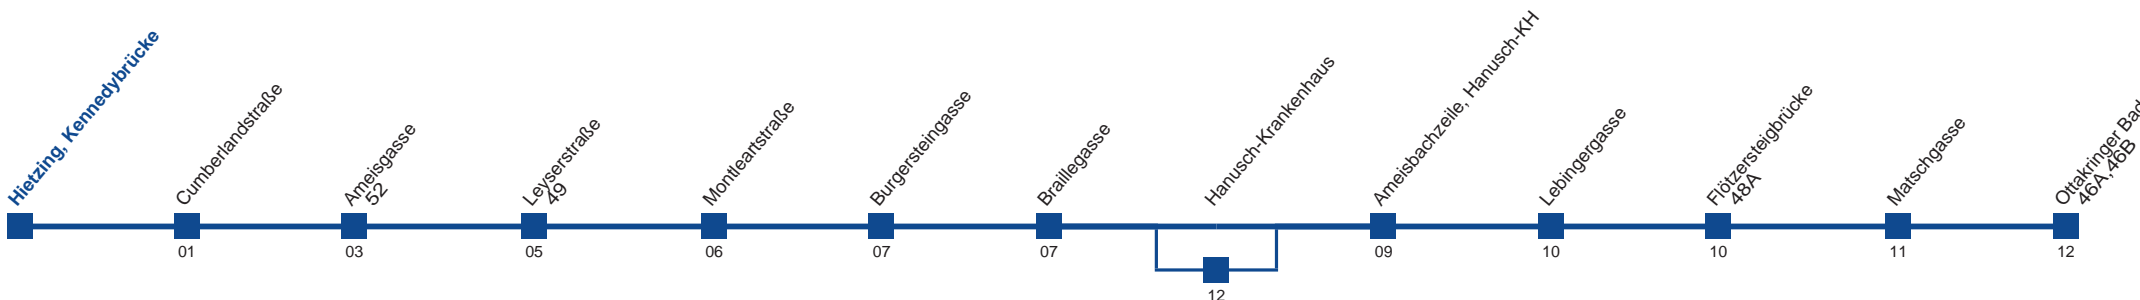 Hietzing, Kennedybrücke
Cumberlandstraße
Ameisgasse
52
Leyserstraße
49
Montleartstraße
Burgersteingasse
Braillegasse
Hanusch-Krankenhaus
Ameisbachzeile, Hanusch-KH
Lebingergasse
Flötzersteigbrücke
48A
Matschgasse
Ottakringer Bad
46A,46B
01
03
05
06
07
07
12
09
10
10
11
12